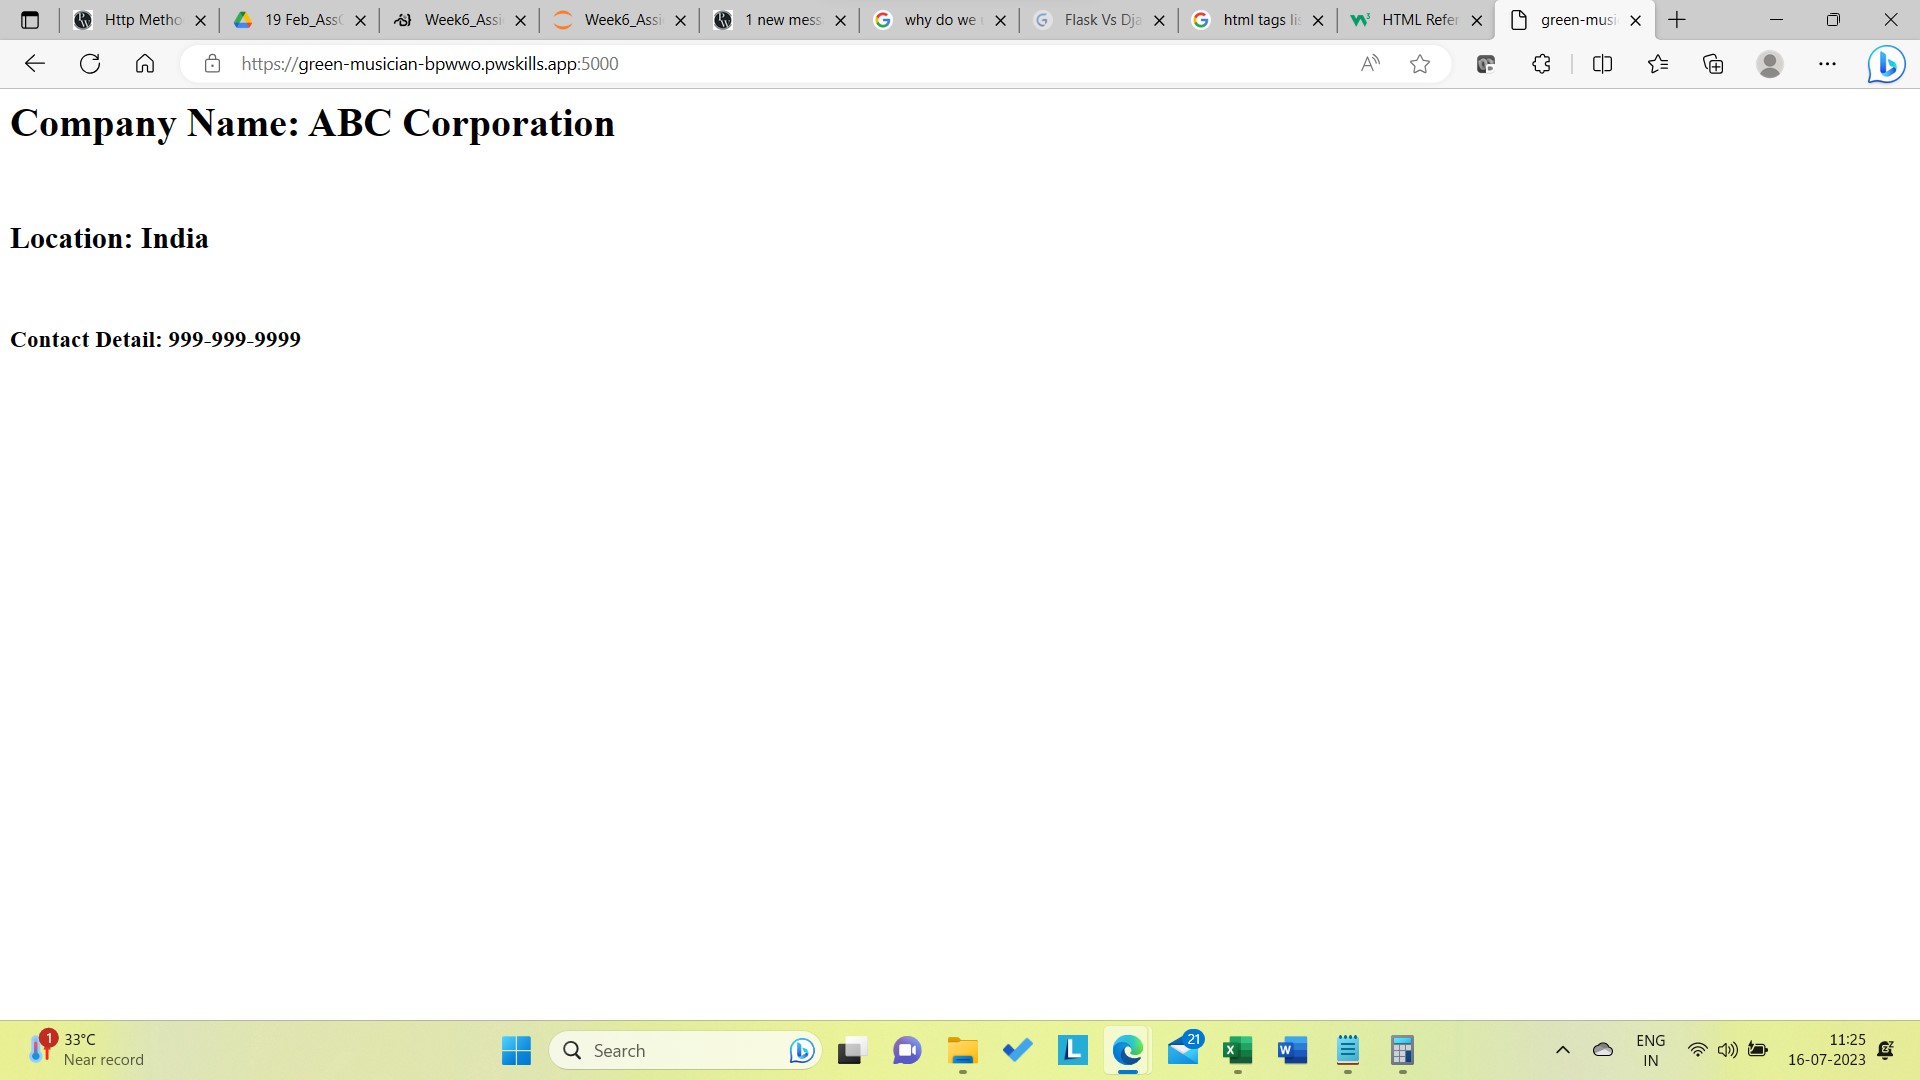 Http Metho
19 Feb_Ass
Week6_Assi
Week6_Assi
1 new mess
why do we
Flask Vs Dja
html tags lis
HTML Refer
green-musi
https://green-musician-bpwwo.pwskills.app:5000
Company Name: ABC Corporation
Location: India
Contact Detail: 999-999-9999
1
33°C
Near record
Search
21
ENG
IN
11:25
16-07-2023